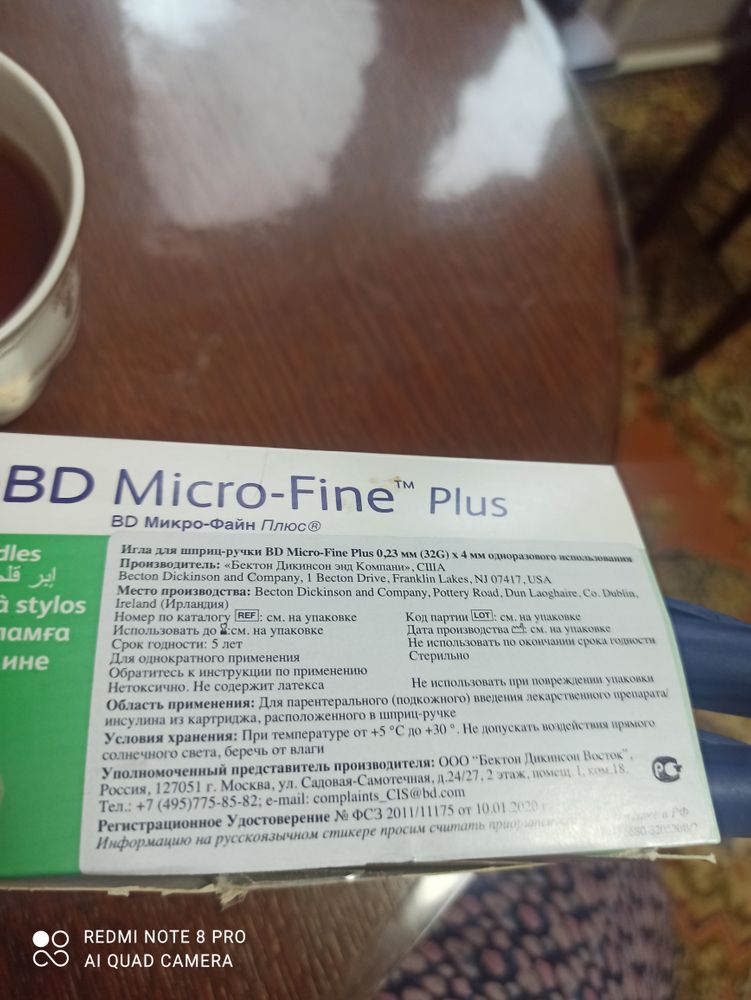 BD Micro-Fine™ Plus
BD Микро-Файн Плюс®
dles
إبر قلم
à stylos
ламға
ине
Игла для шприц-ручки BD Micro-Fine Plus 0,23 мм (32G) x 4 мм одноразового использования
Производитель: «Бектон Дикинсон энд Компани», США
Becton Dickinson and Company, 1 Becton Drive, Franklin Lakes, NJ 07417, USA
Место производства: Becton Dickinson and Company, Pottery Road, Dun Laoghaire, Co. Dublin,
Ireland (Ирландия)
Номер по каталогу REF: см. на упаковке Код партии LOT: см. на упаковке
Использовать до : см. на упаковке Дата производства : см. на упаковке
Срок годности: 5 лет Не использовать по окончании срока годности
Для однократного применения Стерильно
Обратитесь к инструкции по применению
Нетоксично. Не содержит латекса Не использовать при повреждении упаковки
Область применения: Для парентерального (подкожного) введения лекарственного препарата/
инсулина из картриджа, расположенного в шприц-ручке
Условия хранения: При температуре от +5 °C до +30 °. Не допускать воздействия прямого
солнечного света, беречь от влаги
Уполномоченный представитель производителя: ООО "Бектон Дикинсон Восток",
Россия, 127051 г. Москва, ул. Садовая-Самотечная, д.24/27, 2 этаж, помещ. 1, ком.18.
Тел.: +7 (495)775-85-82; e-mail: complaints_CIS@bd.com
Регистрационное Удостоверение № ФСЗ 2011/11175 от 10.01.2020 г
Информацию на русскоязычном стикере просим считать в РФ
REDMI NOTE 8 PRO
AI QUAD CAMERA